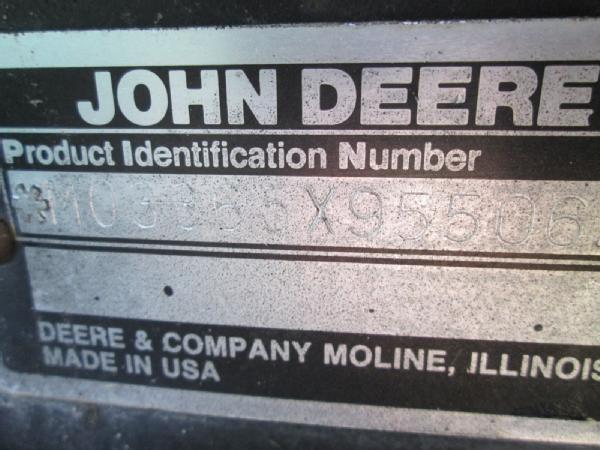 JOHN DEERE
Product Identification Number
DEERE & COMPANY MOLINE, ILLINOIS
MADE IN USA